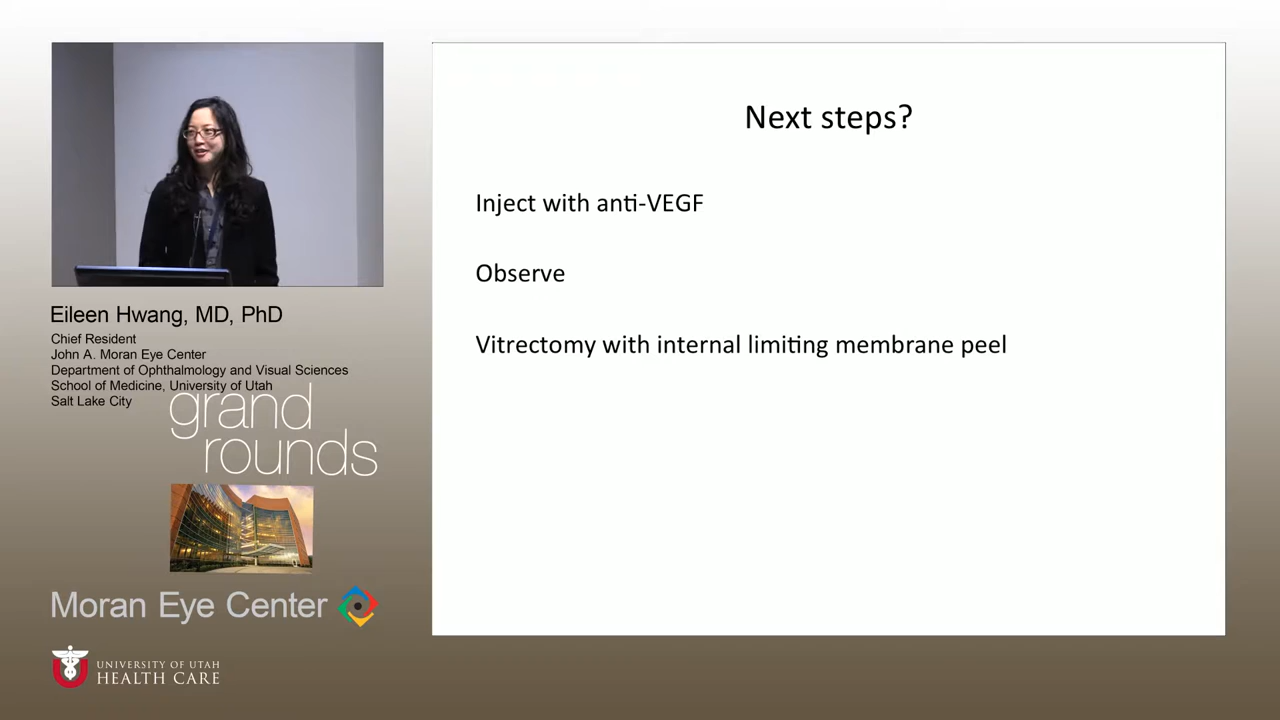 Next steps?
Inject with anti-VEGF
Observe
Vitrectomy with internal limiting membrane peel
Eileen Hwang, MD, PhD
Chief Resident
John A. Moran Eye Center
Department of Ophthalmology and Visual Sciences
School of Medicine, University of Utah
Salt Lake City
grand
rounds
Moran Eye Center
UNIVERSITY OF UTAH
HEALTH CARE